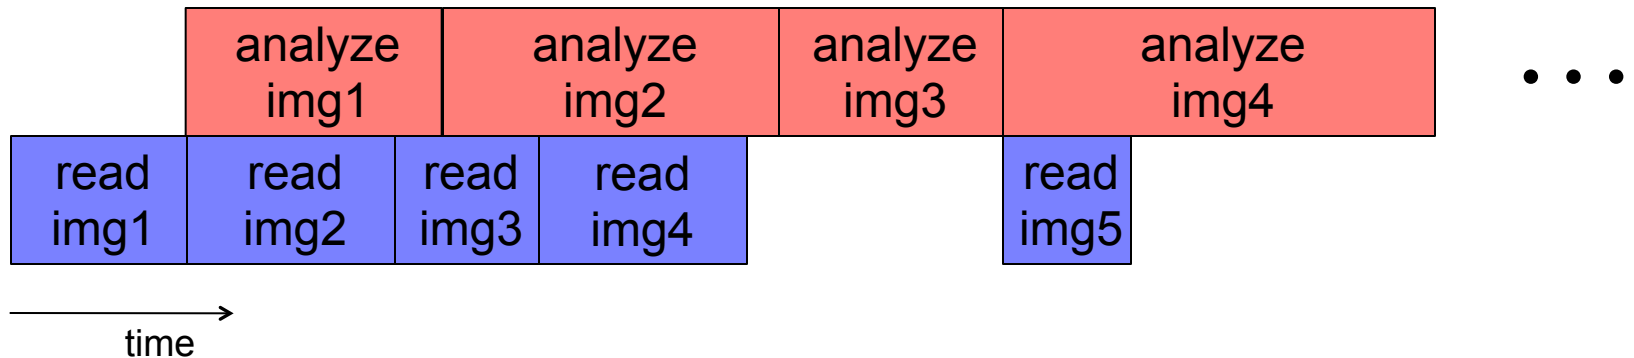 analyze
img1
analyze
img2
analyze
img3
analyze
img4
• • •
read
img1
read
img2
read
img3
read
img4
read
img5
time